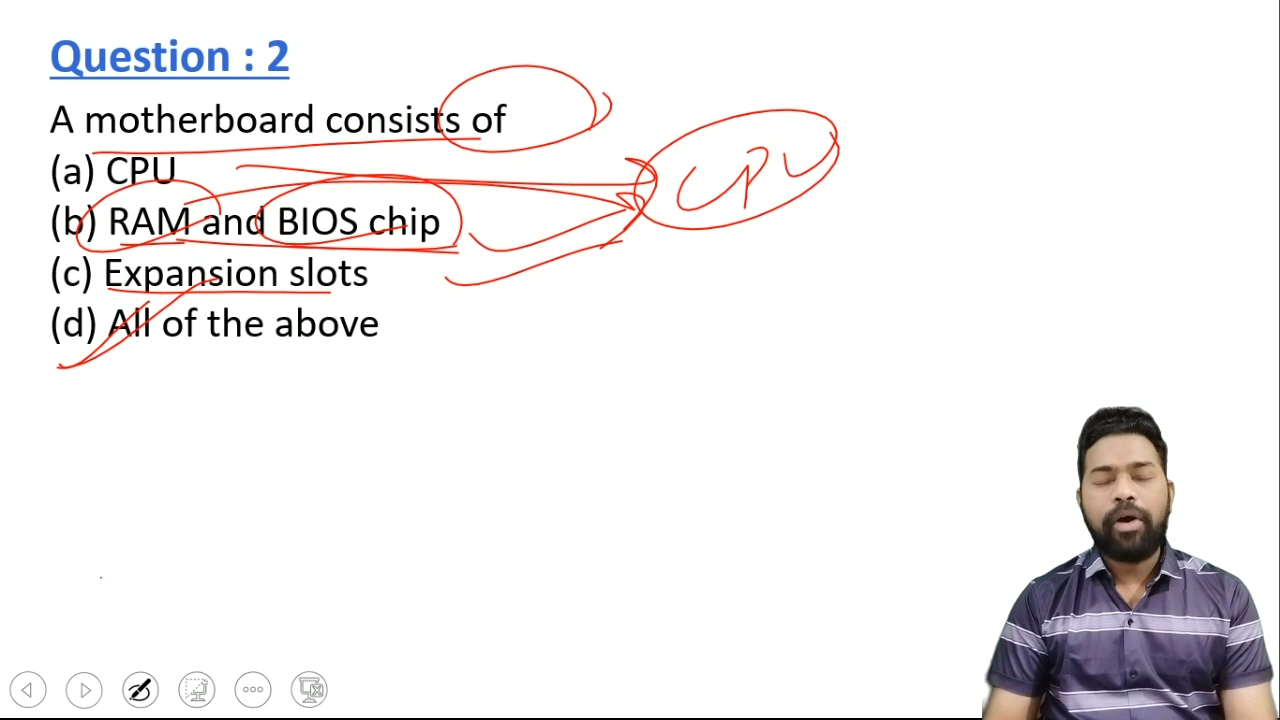 Question : 2
A motherboard consists of
(a) CPU
(b) RAM and BIOS chip
(c) Expansion slots
(d) All of the above
CPU